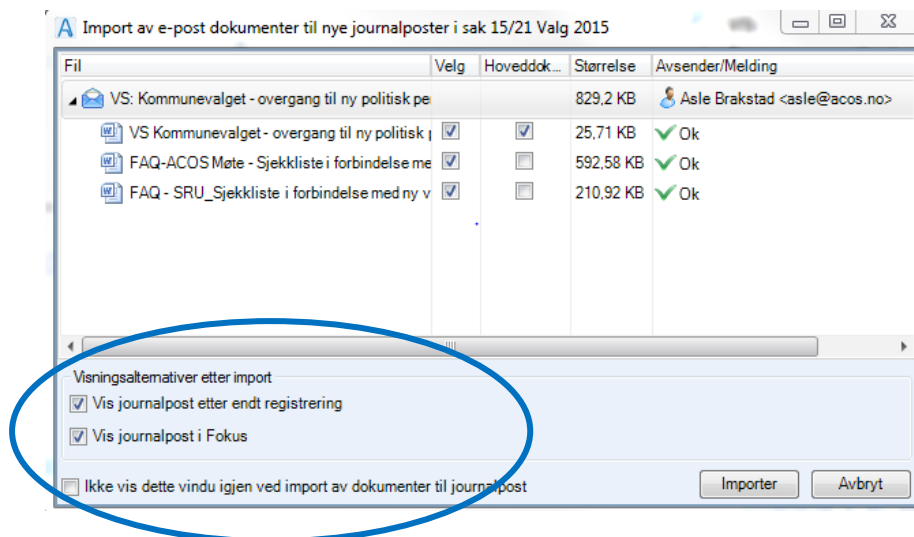 Import av e-post dokumenter til nye journalposter i sak 15/21 Valg 2015
Fil Velg Hoveddok... Størrelse Avsender/Melding
VS: Kommunevalget - overgang til ny politisk pe 829,2 KB Asle Brakstad <asle@acos.no>
VS Kommunevalget - overgang til ny politisk 25,71 KB Ok
FAQ-ACOS Møte - Sjekkliste i forbindelse me 592,58 KB Ok
FAQ - SRU_Sjekkliste i forbindelse med ny v 210,92 KB Ok
Visningsalternativer etter import
Vis journalpost etter endt registrering
Vis journalpost i Fokus
Ikke vis dette vindu igjen ved import av dokumenter til journalpost Importer Avbryt